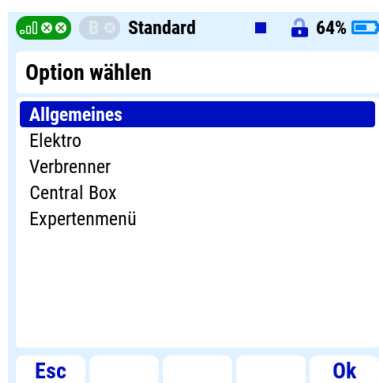 B Standard 64%
Option wählen
Allgemeines
Elektro
Verbrenner
Central Box
Expertenmenü
Esc Ok